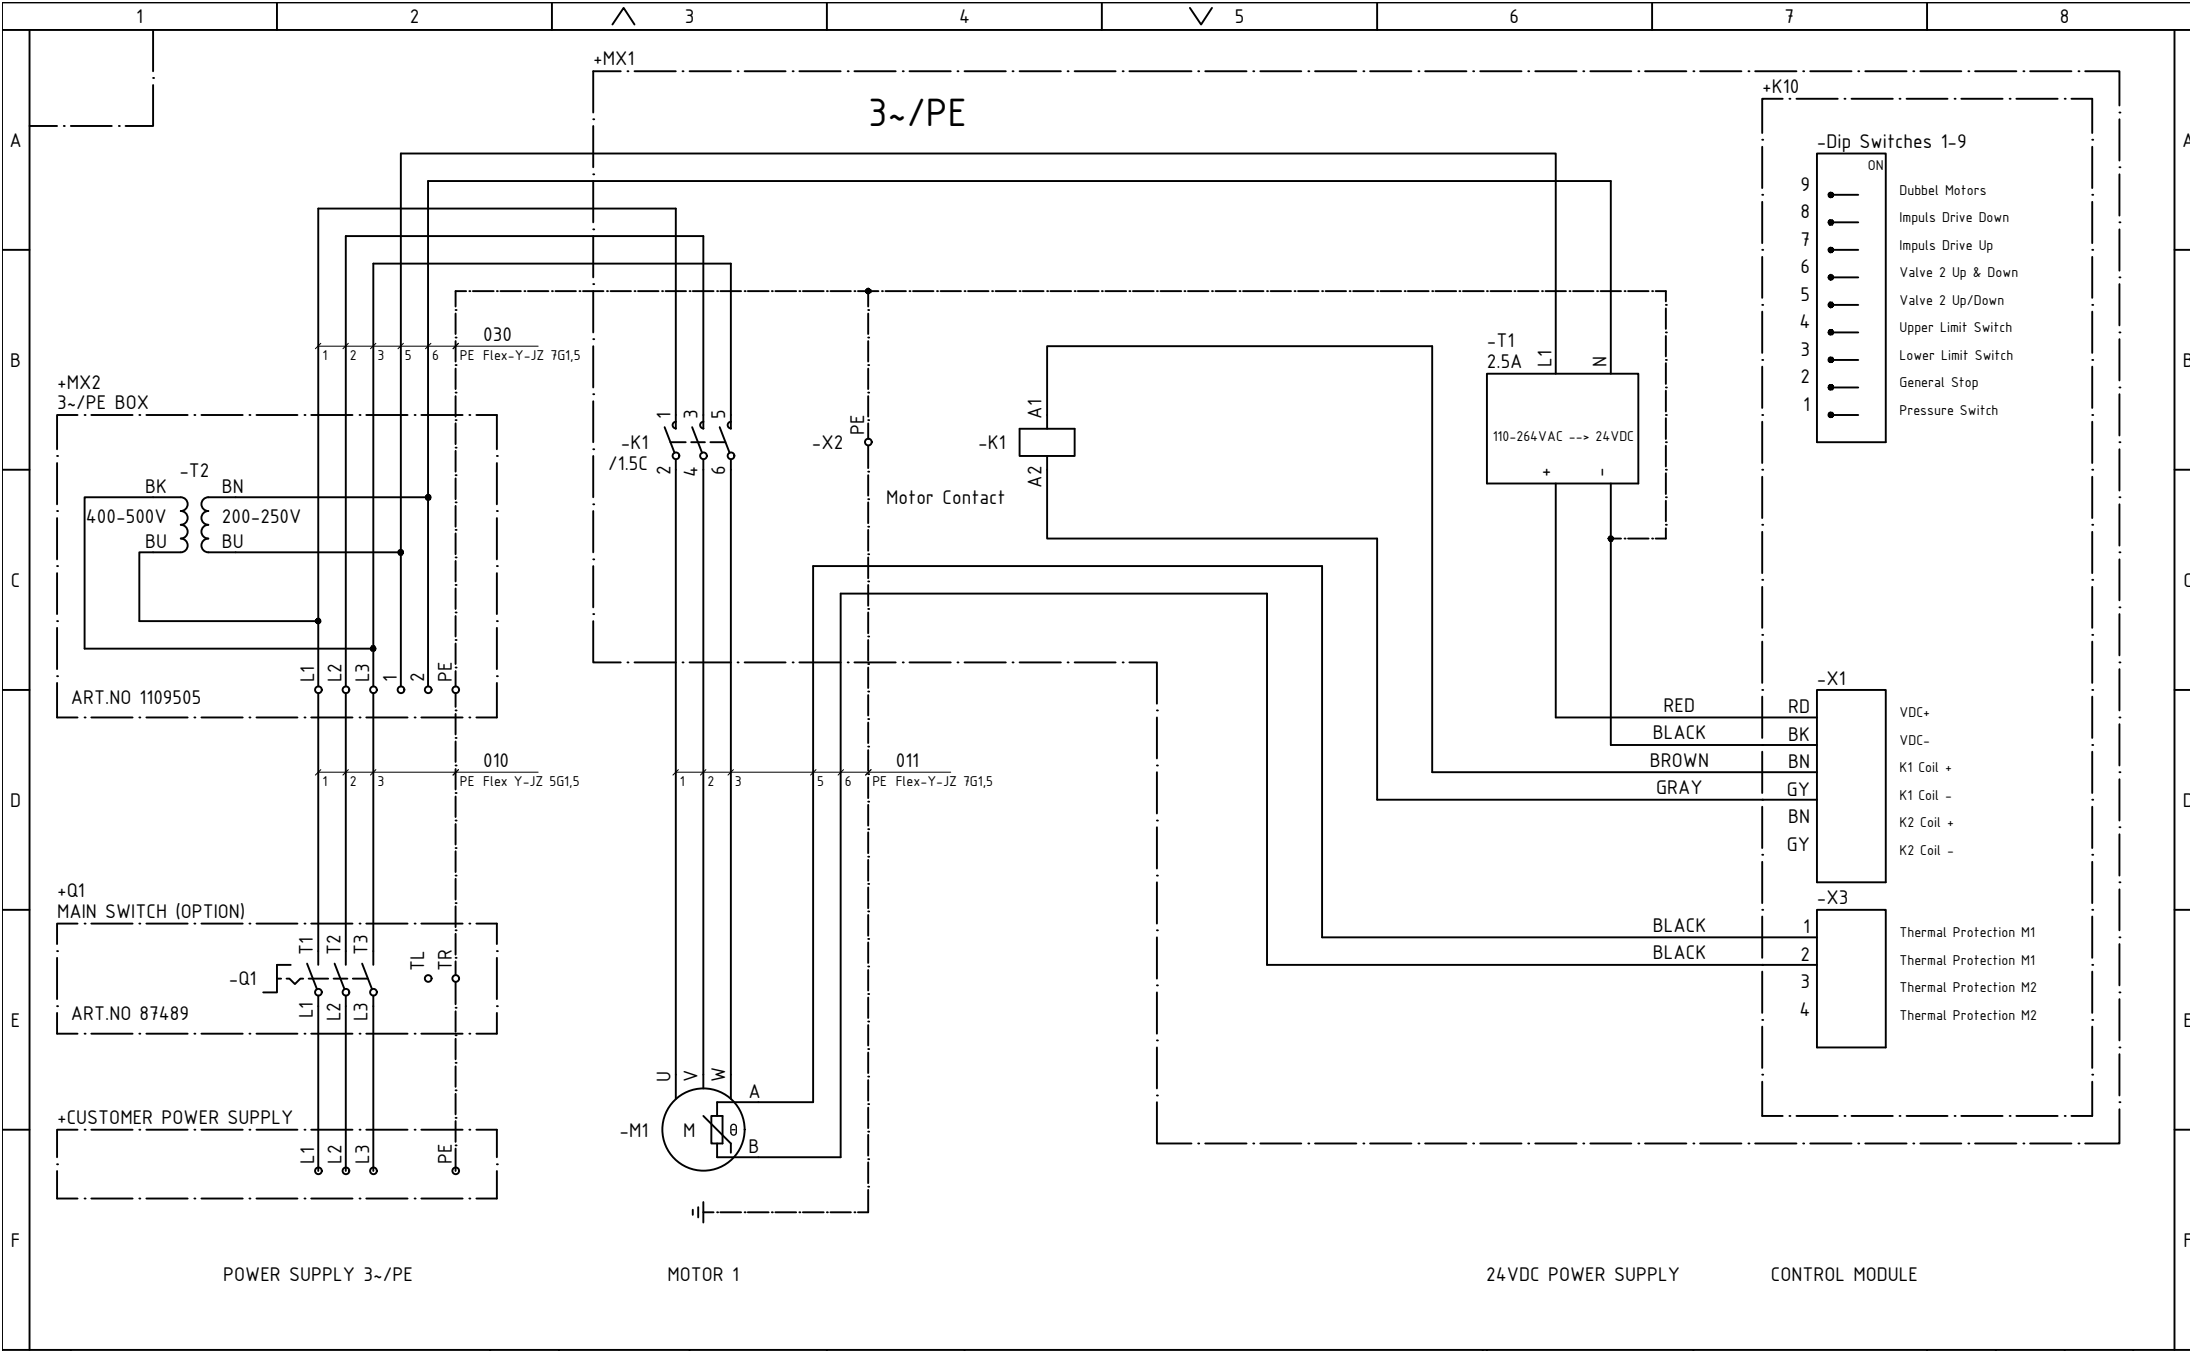 1 2 3 4 5 6 7 8
+MX1
3~/PE
+K10
A
-Dip Switches 1-9
ON
9 Dubbel Motors
8 Impuls Drive Down
7 Impuls Drive Up
6 Valve 2 Up & Down
5 Valve 2 Up/Down
4 Upper Limit Switch
3 Lower Limit Switch
2 General Stop
1 Pressure Switch
B B
030
1 2 3 5 6 PE Flex-Y-JZ 7G1,5
-T1
2.5A
L1 N
110-264VAC --> 24VDC
+ -
+MX2
3~/PE BOX
-K1
/1.5C
1 3 5
2 4 6
-X2
PE
-K1
A1
A2
Motor Contact
-T2
BK BN
400-500V 200-250V
BU BU
C
L1 L2 L3 1 2 PE
ART.NO 1109505
-X1
RED RD VDC+
BLACK BK VDC-
BROWN BN K1 Coil +
GRAY GY K1 Coil -
BN K2 Coil +
GY K2 Coil -
010
1 2 3 PE Flex Y-JZ 5G1,5
011
1 2 3 5 6 PE Flex-Y-JZ 7G1,5
D
+Q1
MAIN SWITCH (OPTION)
T1 T2 T3 TL TR
-Q1
L1 L2 L3
ART.NO 87489
-X3
BLACK 1 Thermal Protection M1
BLACK 2 Thermal Protection M1
3 Thermal Protection M2
4 Thermal Protection M2
E
+CUSTOMER POWER SUPPLY
L1 L2 L3 PE
U V W
A
-M1 M θ
B
F
POWER SUPPLY 3~/PE MOTOR 1 24VDC POWER SUPPLY CONTROL MODULE